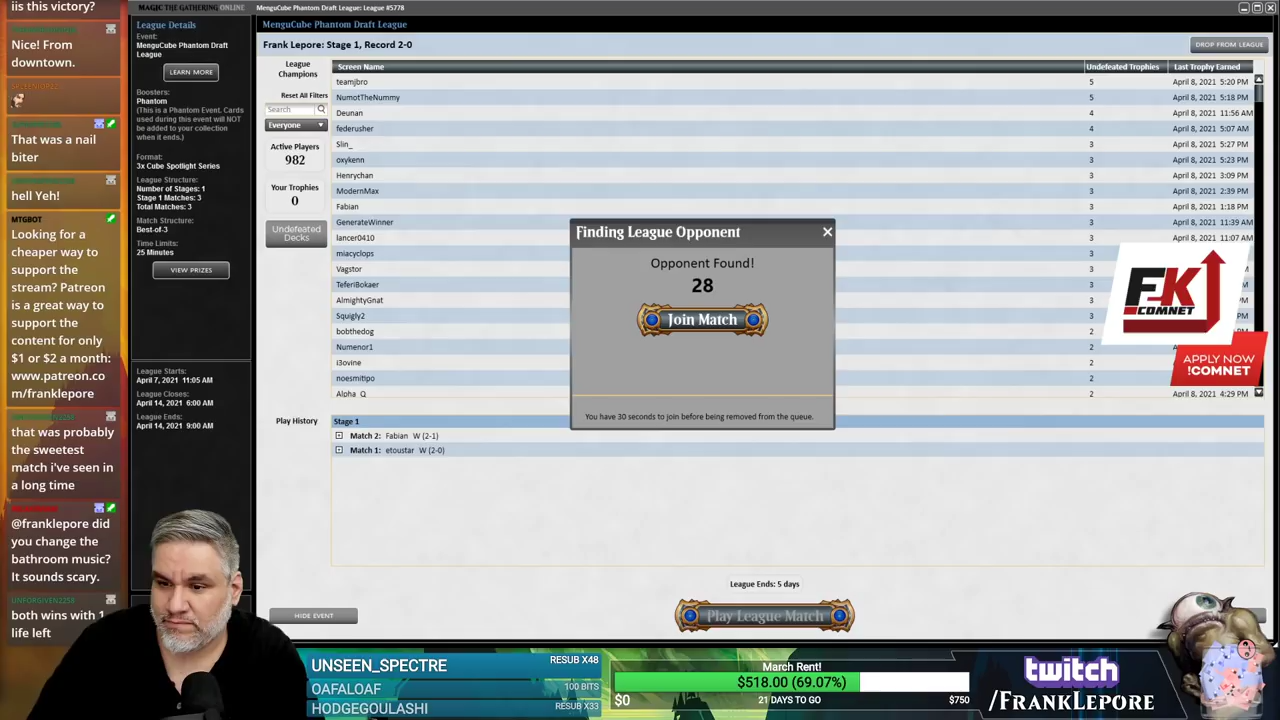 iis this victory?
Nice! From
downtown.
That was a nail
biter
hell Yeh!
MTGBOT
Looking for a
cheaper way to
support the
stream? Patreon
is a great way to
support the
content for only
$1 or $2 a month:
www.patreon.co
m/franklepore
that was probably
the sweetest
match i've seen in
a long time
@franklepore did
you change the
bathroom music?
It sounds scary.
UNFORGIVEN2258
both wins with 1
life left
MAGIC THE GATHERING ONLINE
League Details
Event:
MenguCube Phantom Draft
League
LEARN MORE
Boosters:
Phantom
(This is a Phantom Event. Cards
used during this event will NOT
be added to your collection
when it ends.)
Format:
3x Cube Spotlight Series
League Structure:
Number of Stages: 1
Stage 1 Matches: 3
Total Matches: 3
Match Structure:
Best-of-3
Time Limits:
25 Minutes
VIEW PRIZES
League Starts:
April 7, 2021 11:05 AM
League Closes:
April 14, 2021 6:00 AM
League Ends:
April 14, 2021 9:00 AM
MenguCube Phantom Draft League: League #5778
MenguCube Phantom Draft League
Frank Lepore: Stage 1, Record 2-0
DROP FROM LEAGUE
League
Champions
Reset All Filters
Search
Everyone
Active Players
982
Your Trophies
0
Undefeated
Decks
Screen Name Undefeated Trophies Last Trophy Earned
teamjbro 5 April 8, 2021 5:20 PM
NumotTheNummy 5 April 8, 2021 5:18 PM
Deunan 4 April 8, 2021 11:56 AM
federusher 4 April 8, 2021 5:07 AM
Slin_ 3 April 8, 2021 5:27 PM
oxykenn 3 April 8, 2021 5:23 PM
Henrychan 3 April 8, 2021 3:09 PM
ModernMax 3 April 8, 2021 2:39 PM
Fabian 3 April 8, 2021 1:18 PM
GenerateWinner 3 April 8, 2021 11:39 AM
lancer0410 3 April 8, 2021 11:07 AM
miacyclops 3
Vagstor 3
TeferiBokaer 3
AlmightyGnat 3
Squigly2 3
bobthedog 2
Numenor1 2
i3ovine 2
noesmitipo 2
Alpha_Q 2 April 8, 2021 4:29 PM
Finding League Opponent
Opponent Found!
28
Join Match
You have 30 seconds to join before being removed from the queue.
.COMNET
APPLY NOW
!COMNET
Play History
Stage 1
Match 2: Fabian W (2-1)
Match 1: etoustar W (2-0)
League Ends: 5 days
HIDE EVENT
Play League Match
UNSEEN_SPECTRE RESUB X48
OAFALOAF 100 BITS
HODGEGOULASHI RESUB X33
March Rent!
$518.00 (69.07%)
$0 21 DAYS TO GO $750
twitch
/FRANKLEPORE